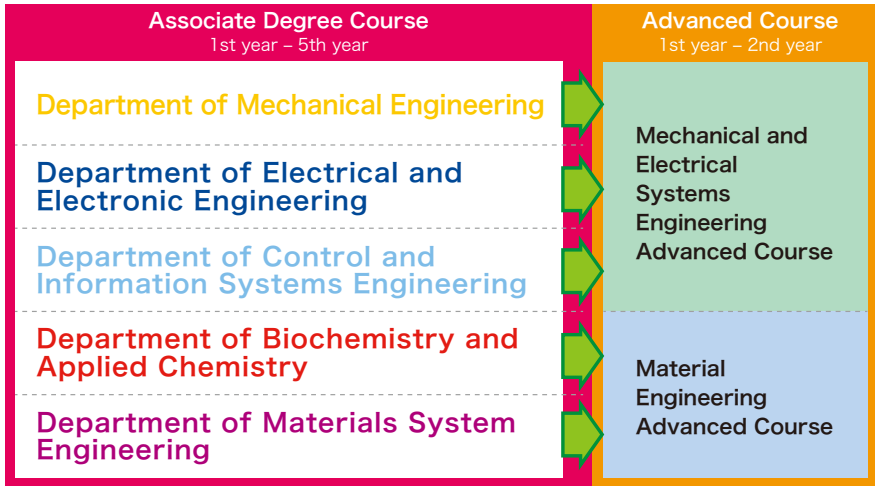 Associate Degree Course
1st year – 5th year
Department of Mechanical Engineering
Department of Electrical and
Electronic Engineering
Department of Control and
Information Systems Engineering
Department of Biochemistry and
Applied Chemistry
Department of Materials System
Engineering
Advanced Course
1st year – 2nd year
Mechanical and
Electrical
Systems
Engineering
Advanced Course
Material
Engineering
Advanced Course